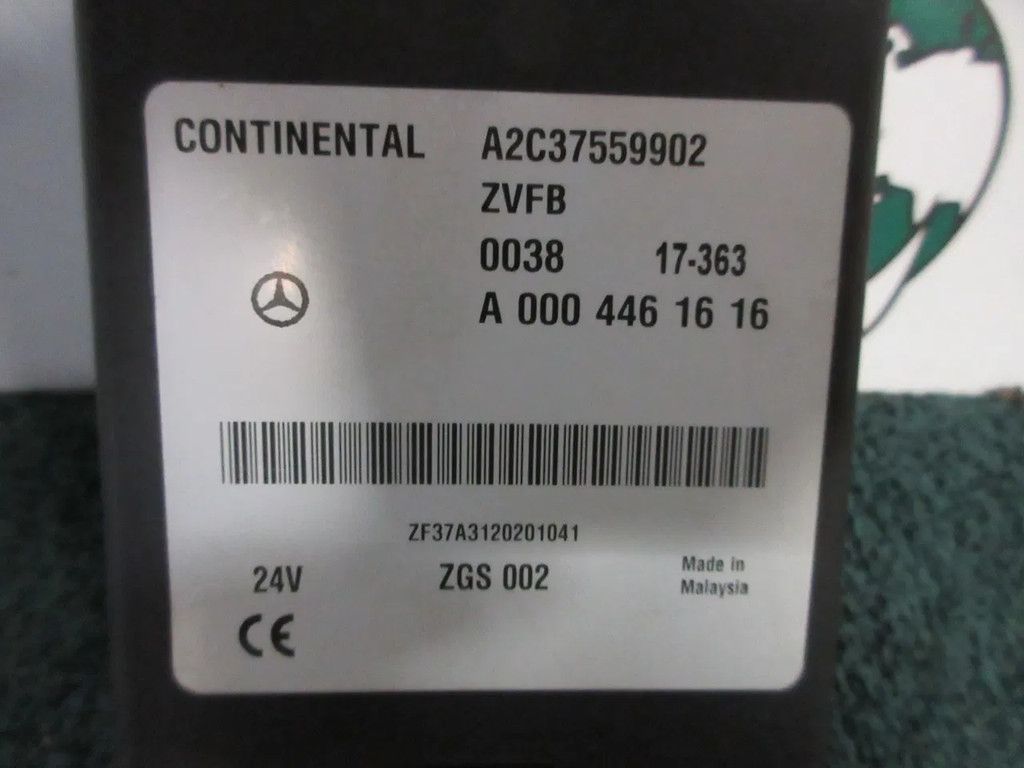 CONTINENTAL A2C37559902
ZVFB
0038 17-363
A 000 446 16 16
ZF37A3120201041
24V ZGS 002 Made in
Malaysia
CE